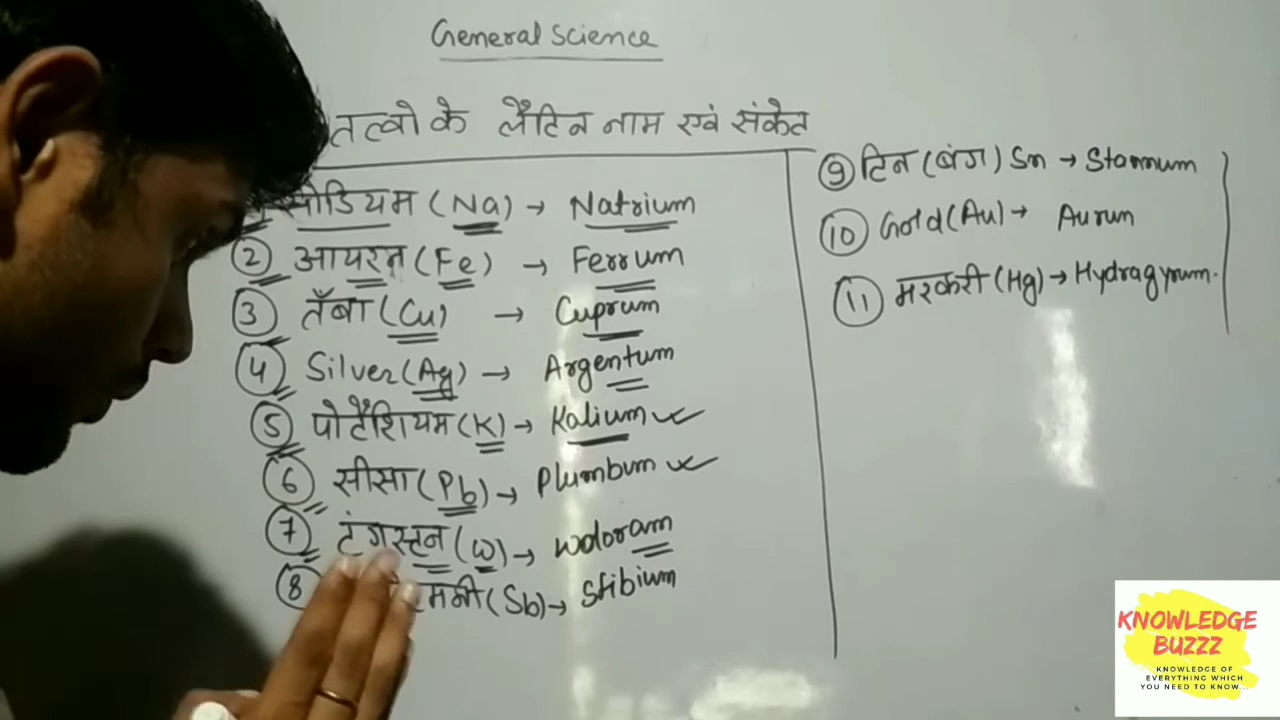 General Science
तत्वो के लैटिन नाम एवं संकेत
सोडियम (Na) → Natrium
② आयरन (Fe) → Ferrum
③ तँबा (Cu) → Cuprum
④ Silver (Ag) → Argentum
⑤ पोटैशियम (K) → Kalium
⑥ सीसा (Pb) → Plumbum
⑦ टंगस्टन (W) → Woloram
⑧ मनी (Sb) → Stibium
⑨ टिन (बंग) Sn → Stannum
⑩ Gold (Au) → Aurum
⑪ मरकरी (Hg) → Hydragyrum.
KNOWLEDGE
BUZZZ
KNOWLEDGE OF
EVERYTHING WHICH
YOU NEED TO KNOW...